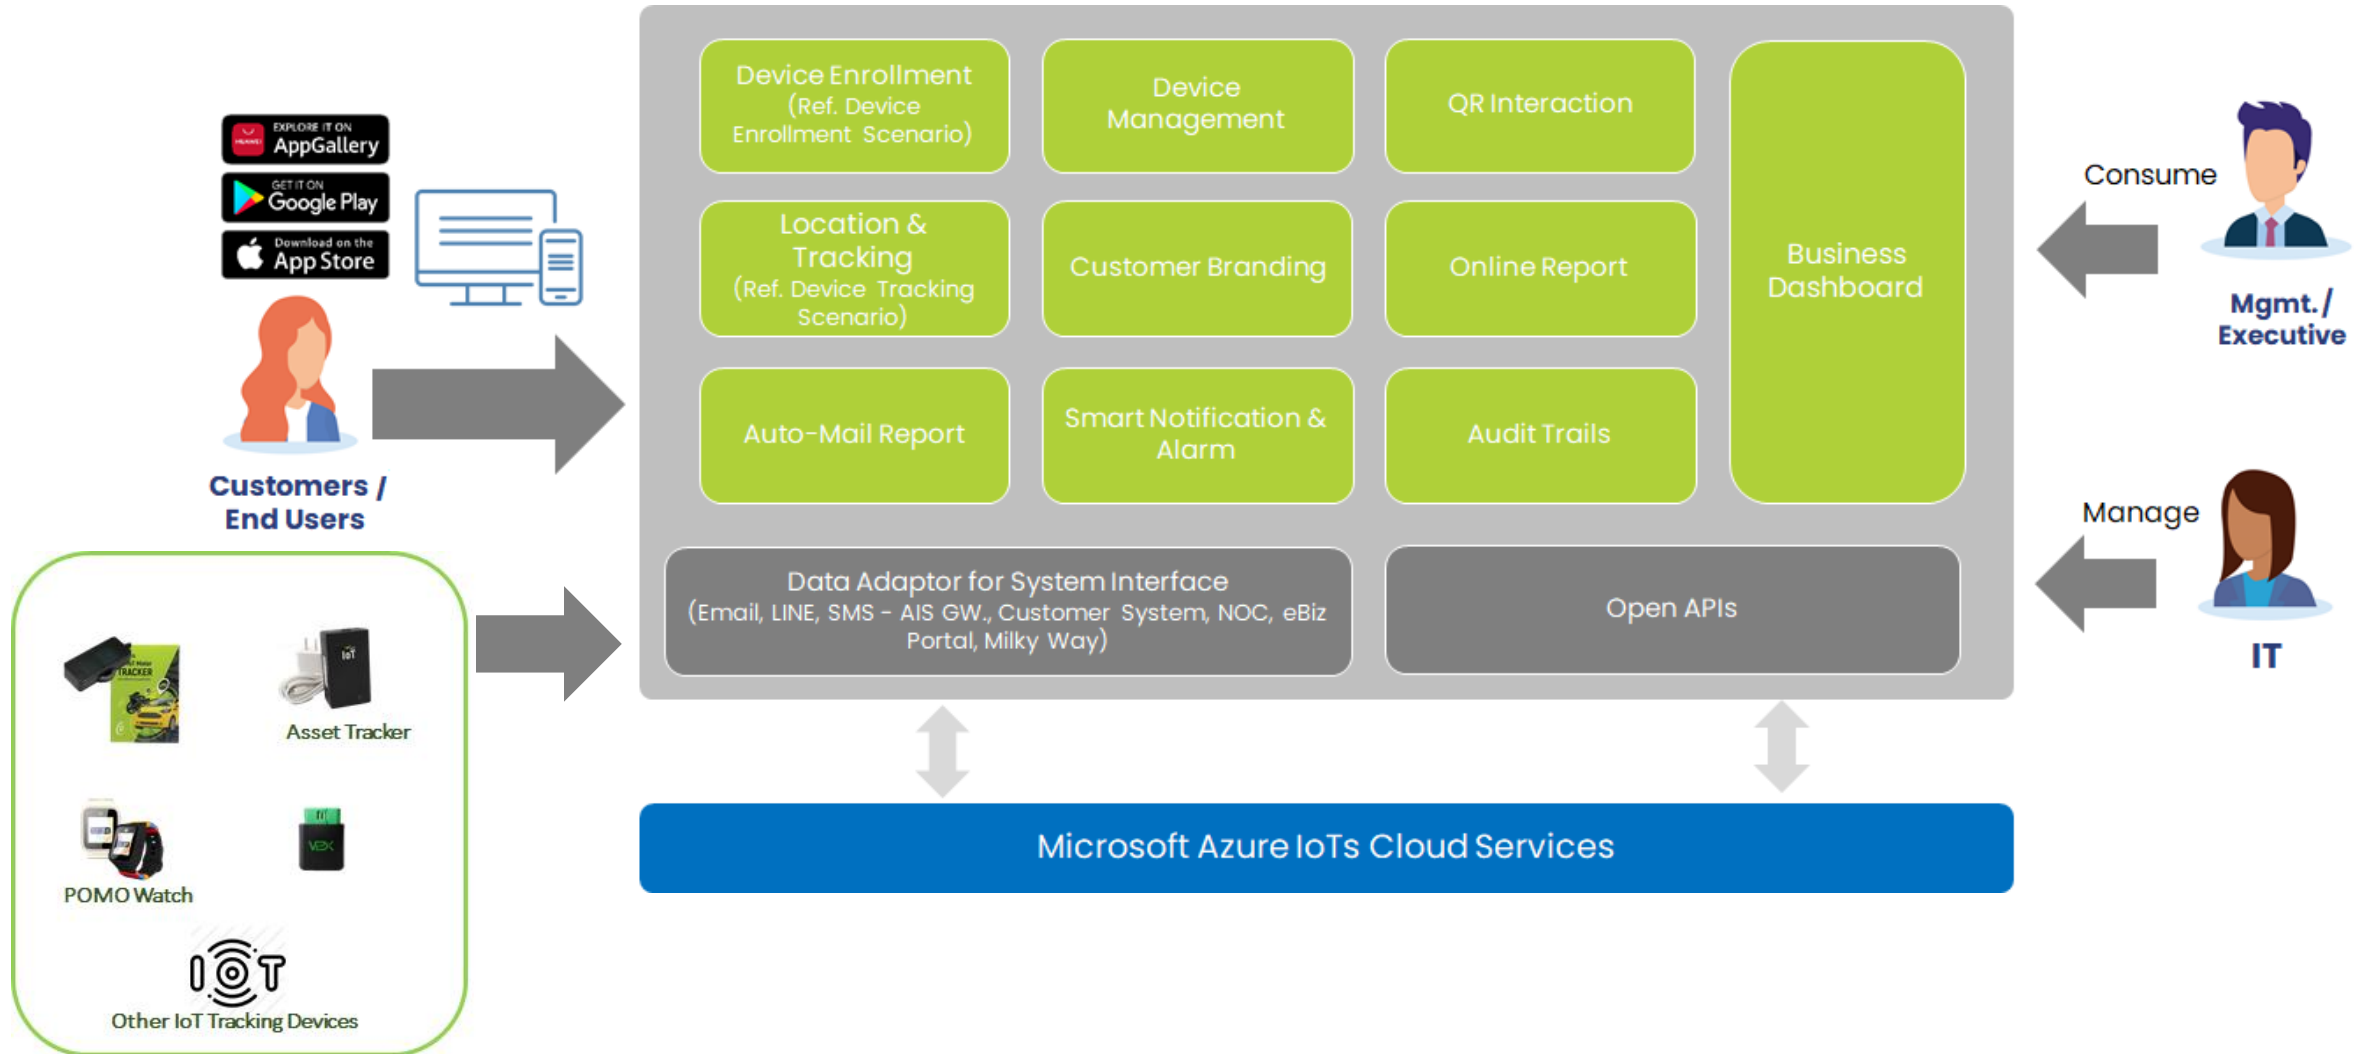 EXPLORE IT ON
AppGallery
HUAWEI
GET IT ON
Google Play
Download on the
App Store
Customers /
End Users
TRACKER
IoT
Asset Tracker
POMO Watch
V2X
IOT
Other IoT Tracking Devices
Device Enrollment
(Ref. Device
Enrollment Scenario)
Device
Management
QR Interaction
Location &
Tracking
(Ref. Device Tracking
Scenario)
Customer Branding
Online Report
Business
Dashboard
Auto-Mail Report
Smart Notification &
Alarm
Audit Trails
Data Adaptor for System Interface
(Email, LINE, SMS - AIS GW., Customer System, NOC, eBiz
Portal, Milky Way)
Open APIs
Microsoft Azure IoTs Cloud Services
Consume
Mgmt. /
Executive
Manage
IT